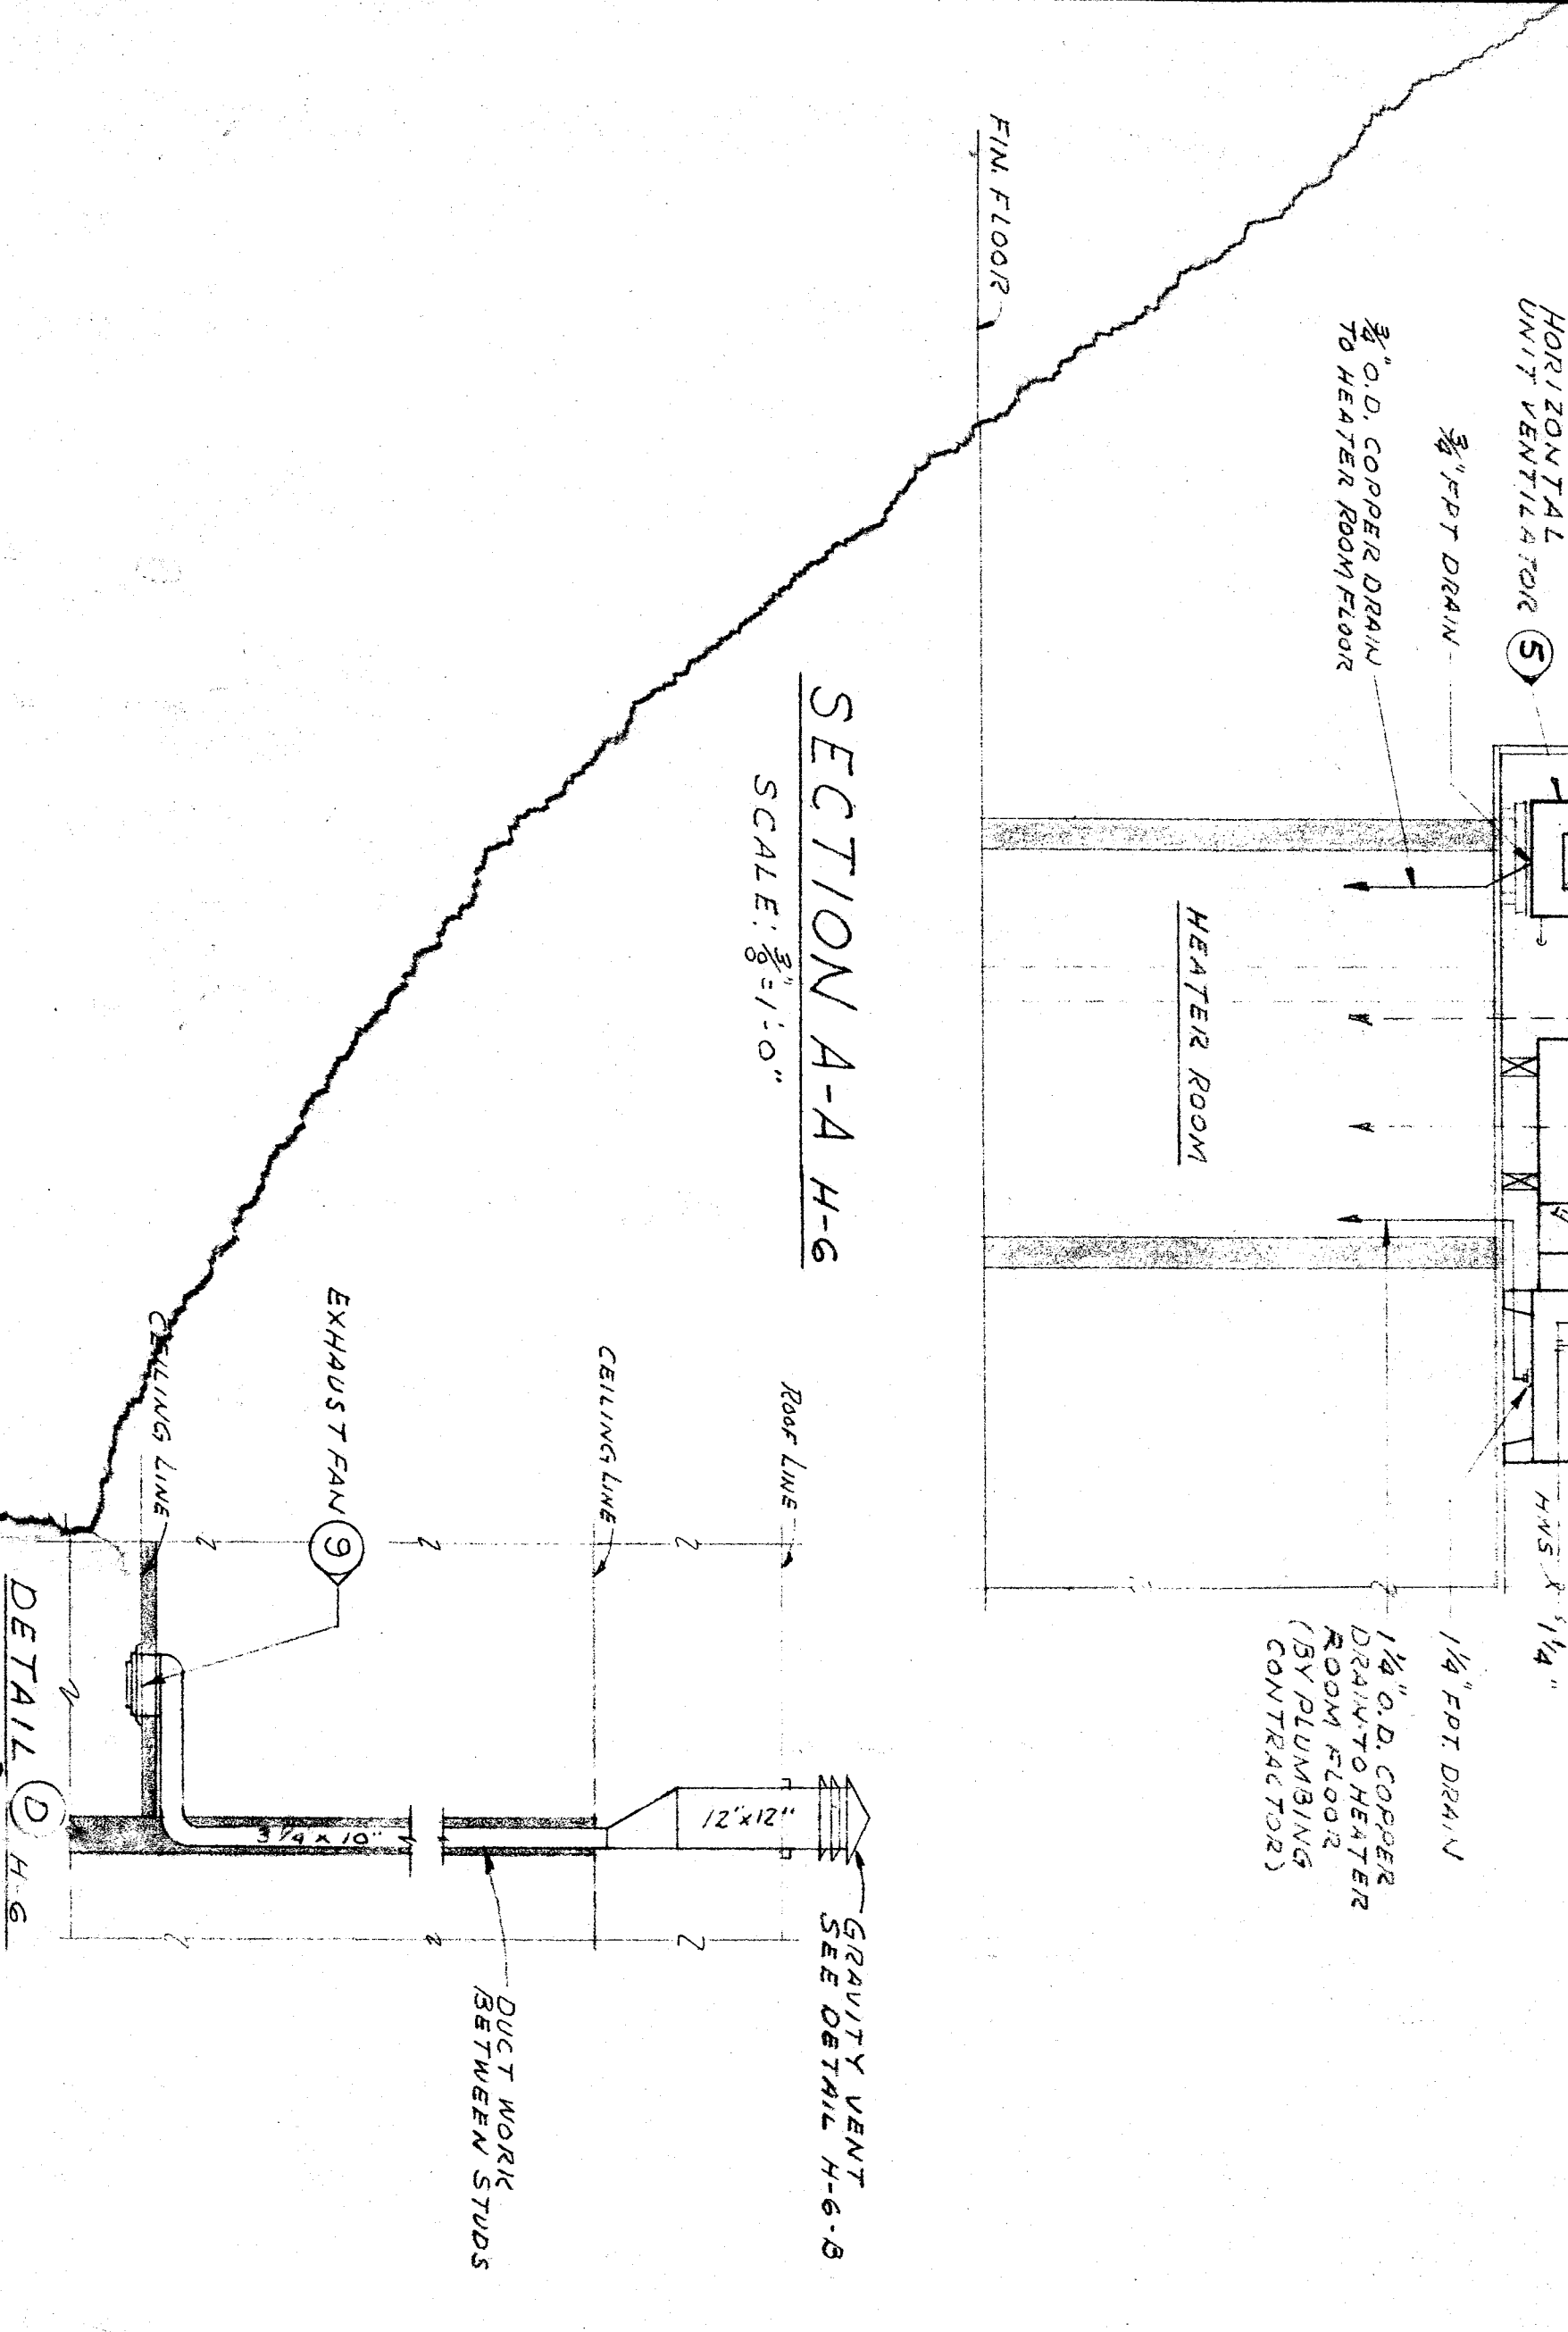 HORIZONTAL
UNIT VENTILATOR 5
3/4" FPT DRAIN
3/4" O.D. COPPER DRAIN
TO HEATER ROOM FLOOR
FIN. FLOOR
HEATER ROOM
1/4"
1 1/4" FPT. DRAIN
1 1/4" O.D. COPPER
DRAIN TO HEATER
ROOM FLOOR
(BY PLUMBING
CONTRACTOR)
SECTION A-A H-6
SCALE: 3/8" = 1'-0"
ROOF LINE
CEILING LINE
EXHAUST FAN 9
CEILING LINE
12"x12"
3 1/4 x 10"
GRAVITY VENT
SEE DETAIL H-6-B
DUCT WORK
BETWEEN STUDS
DETAIL D H-6